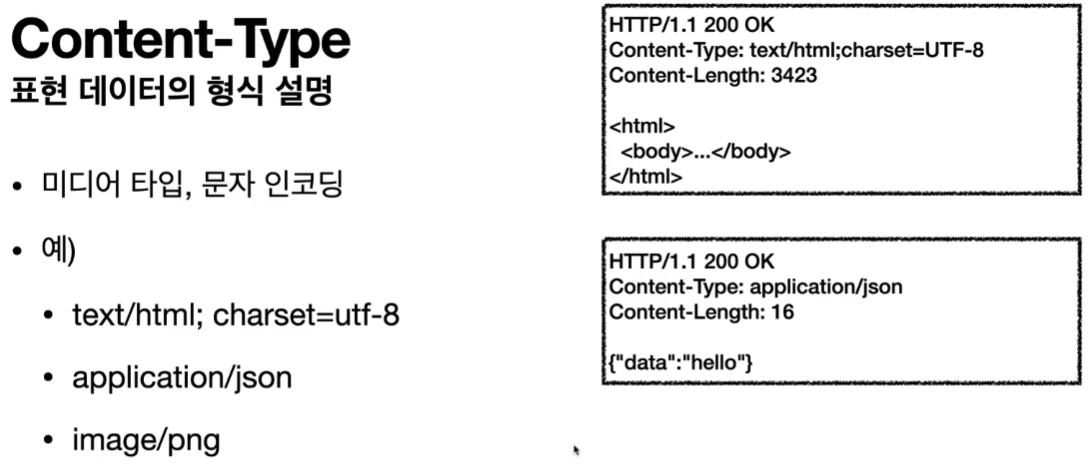 Content-Type
표현 데이터의 형식 설명
• 미디어 타입, 문자 인코딩
• 예)
• text/html; charset=utf-8
• application/json
• image/png
HTTP/1.1 200 OK
Content-Type: text/html;charset=UTF-8
Content-Length: 3423

<html>
  <body>...</body>
</html>
HTTP/1.1 200 OK
Content-Type: application/json
Content-Length: 16

{"data":"hello"}